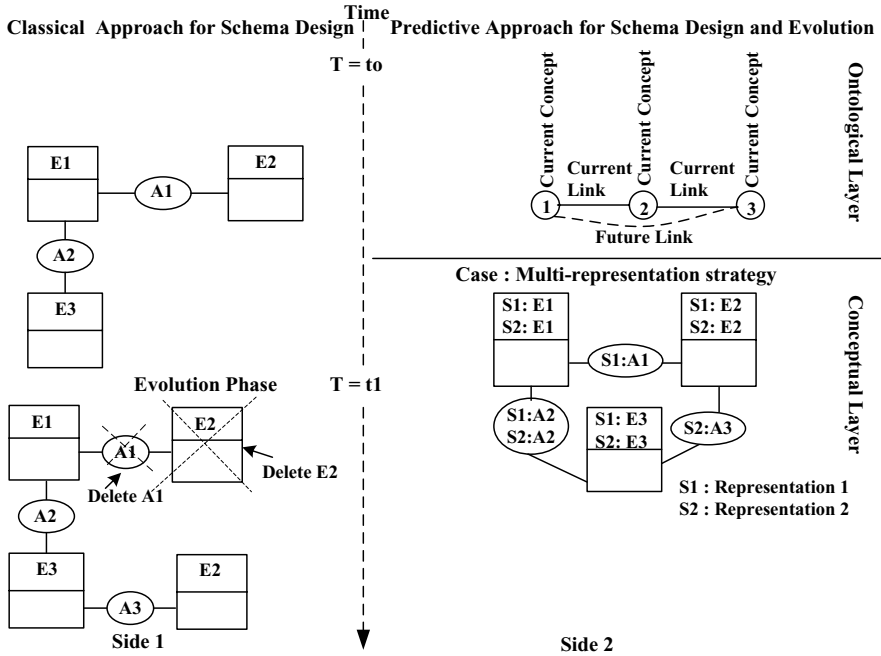 Time
Classical Approach for Schema Design
Predictive Approach for Schema Design and Evolution
T = to
E1
E2
A1
A2
E3
Evolution Phase
E1
E2
A1
Delete A1
Delete E2
A2
E3
E2
A3
Side 1
T = t1
Current Concept
Current Concept
Current Concept
Current
Link
Current
Link
1
2
3
Future Link
Ontological Layer
Case : Multi-representation strategy
S1: E1
S2: E1
S1: E2
S2: E2
S1:A1
S1:A2
S2:A2
S1: E3
S2: E3
S2:A3
Conceptual Layer
S1 : Representation 1
S2 : Representation 2
Side 2